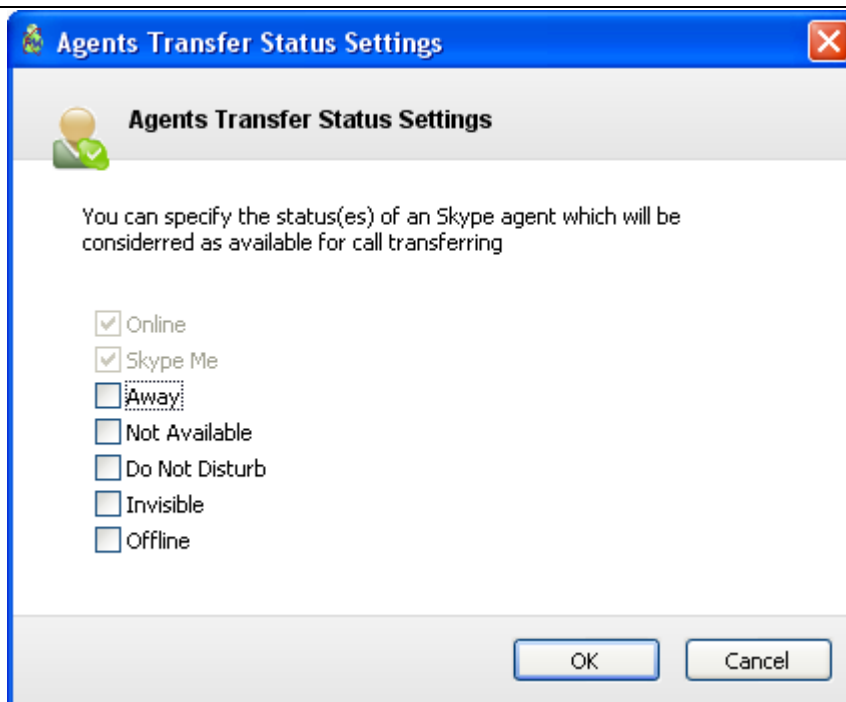 Agents Transfer Status Settings
Agents Transfer Status Settings
You can specify the status(es) of an Skype agent which will be
considerred as available for call transferring
Online
Skype Me
Away
Not Available
Do Not Disturb
Invisible
Offline
OK
Cancel